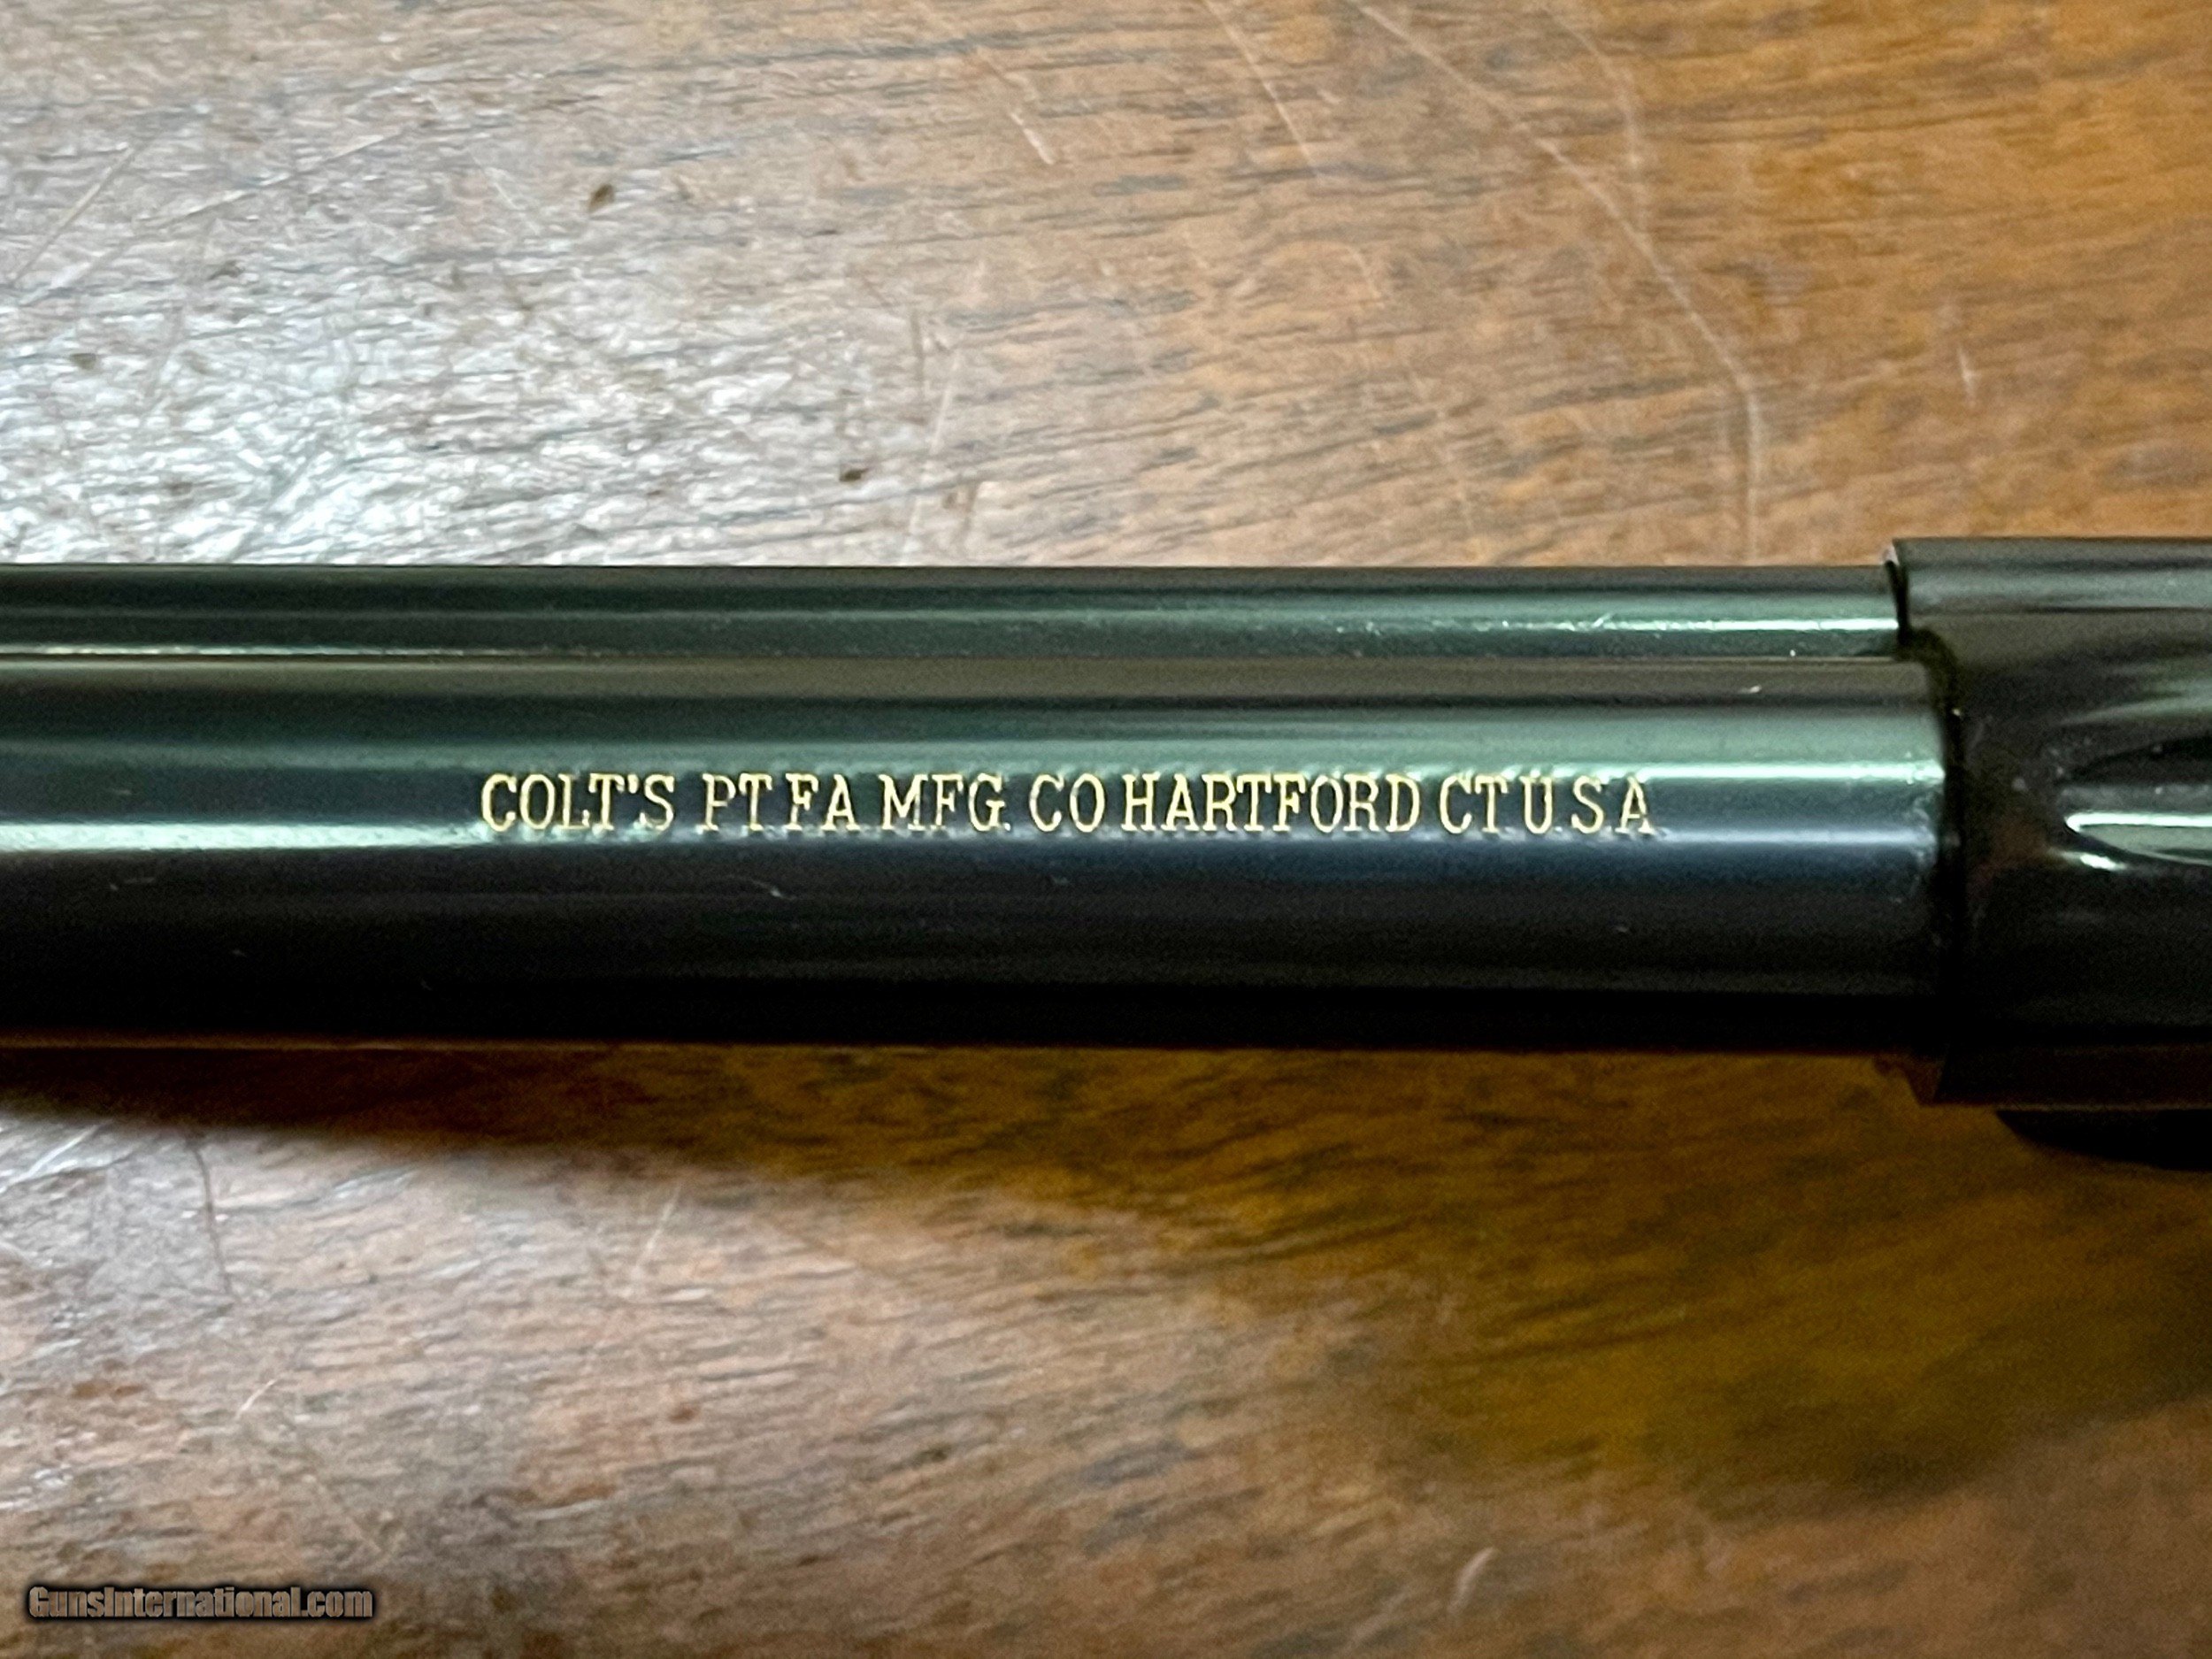 COLT'S PT FA MFG. CO HARTFORD CT U.S.A
GunsInternational.com